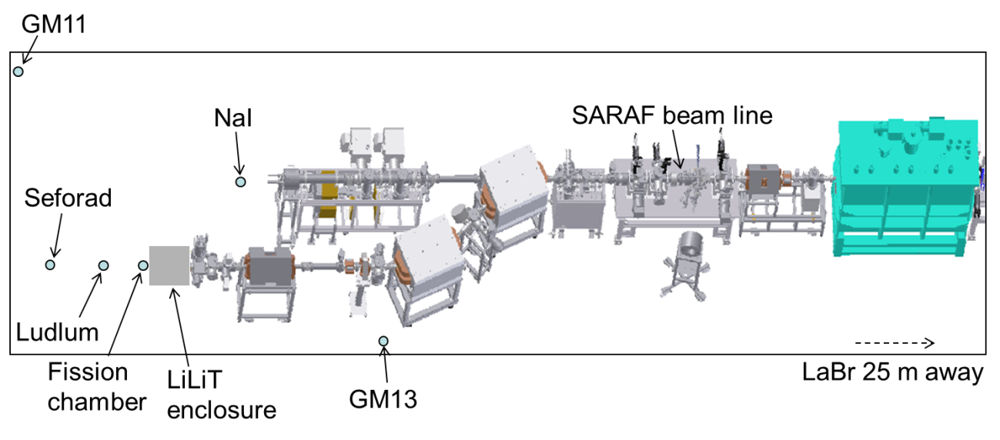 GM11
NaI
SARAF beam line
Seforad
Ludlum
Fission
chamber
LiLiT
enclosure
GM13
LaBr 25 m away